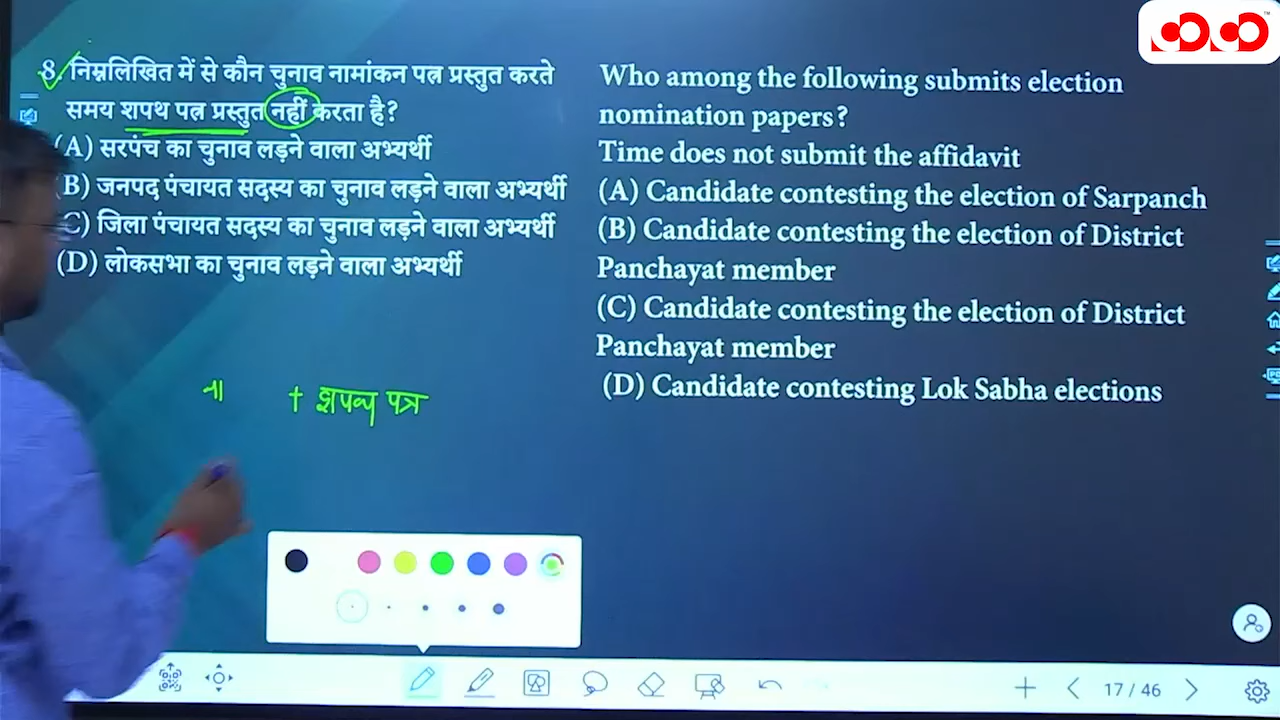 8. निम्नलिखित में से कौन चुनाव नामांकन पत्र प्रस्तुत करते
समय शपथ पत्र प्रस्तुत नहीं करता है?
(A) सरपंच का चुनाव लड़ने वाला अभ्यर्थी
(B) जनपद पंचायत सदस्य का चुनाव लड़ने वाला अभ्यर्थी
C) जिला पंचायत सदस्य का चुनाव लड़ने वाला अभ्यर्थी
(D) लोकसभा का चुनाव लड़ने वाला अभ्यर्थी
Who among the following submits election
nomination papers?
Time does not submit the affidavit
(A) Candidate contesting the election of Sarpanch
(B) Candidate contesting the election of District
Panchayat member
(C) Candidate contesting the election of District
Panchayat member
(D) Candidate contesting Lok Sabha elections
+ शपथ पत्र
17 / 46